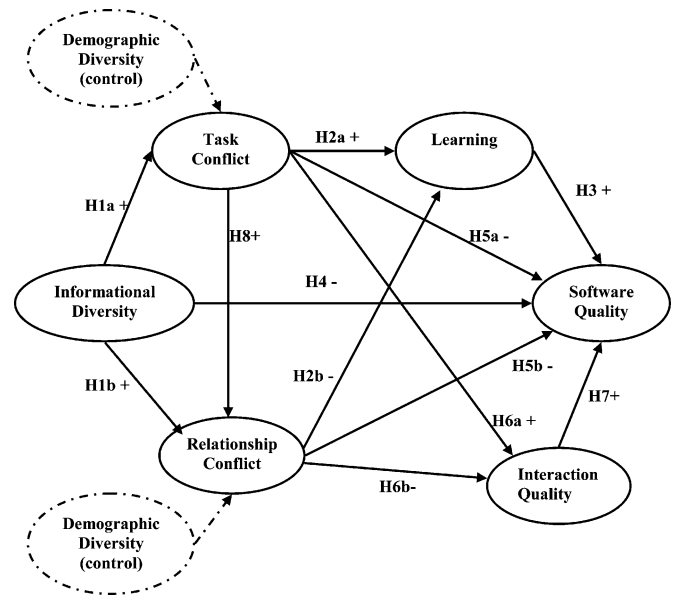 Demographic
Diversity
(control)
Task
Conflict
H2a +
Learning
H3 +
H1a +
H8+
H5a -
Informational
Diversity
H4 -
Software
Quality
H1b +
H2b -
H5b -
H7+
H6a +
Relationship
Conflict
H6b-
Interaction
Quality
Demographic
Diversity
(control)